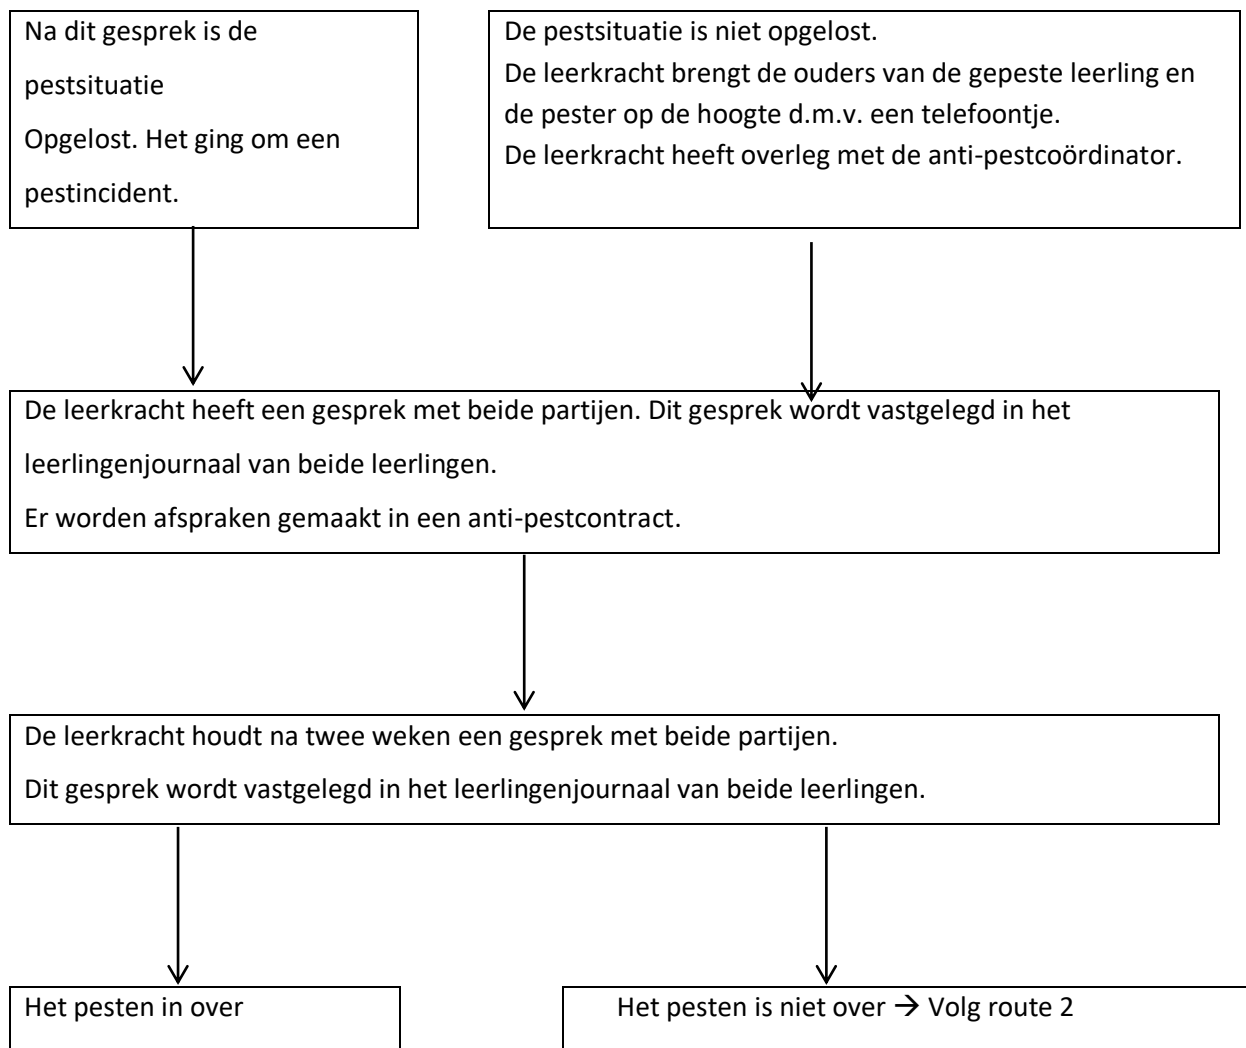 Na dit gesprek is de
pestsituatie
Opgelost. Het ging om een
pestincident.
De pestsituatie is niet opgelost.
De leerkracht brengt de ouders van de gepeste leerling en
de pester op de hoogte d.m.v. een telefoontje.
De leerkracht heeft overleg met de anti-pestcoördinator.
De leerkracht heeft een gesprek met beide partijen. Dit gesprek wordt vastgelegd in het
leerlingenjournaal van beide leerlingen.
Er worden afspraken gemaakt in een anti-pestcontract.
De leerkracht houdt na twee weken een gesprek met beide partijen.
Dit gesprek wordt vastgelegd in het leerlingenjournaal van beide leerlingen.
Het pesten in over
Het pesten is niet over → Volg route 2